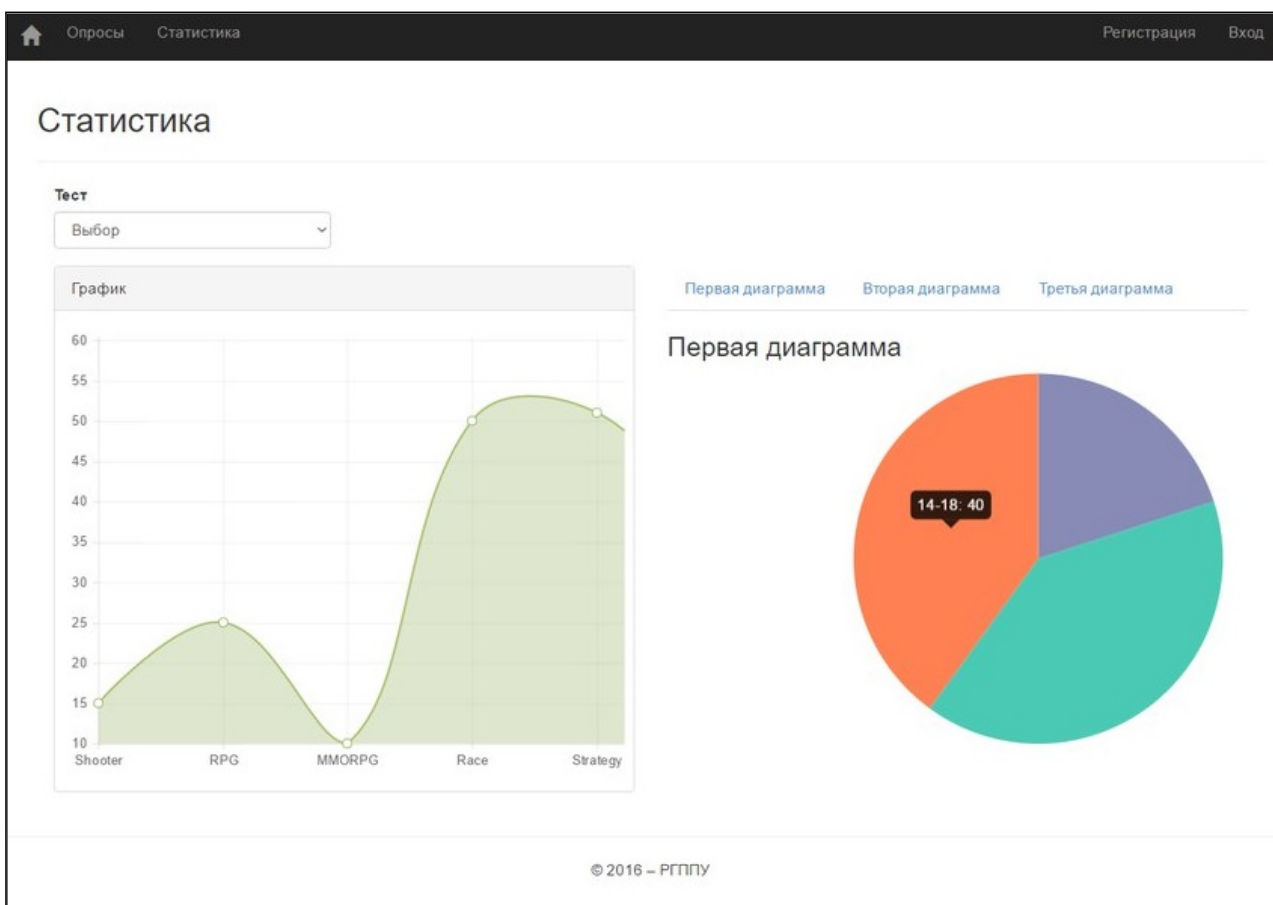 Опросы Статистика Регистрация Вход
Статистика
Тест
Выбор
График
60
55
50
45
40
35
30
25
20
15
10
Shooter RPG MMORPG Race Strategy
Первая диаграмма Вторая диаграмма Третья диаграмма
Первая диаграмма
14-18: 40
© 2016 – РГППУ